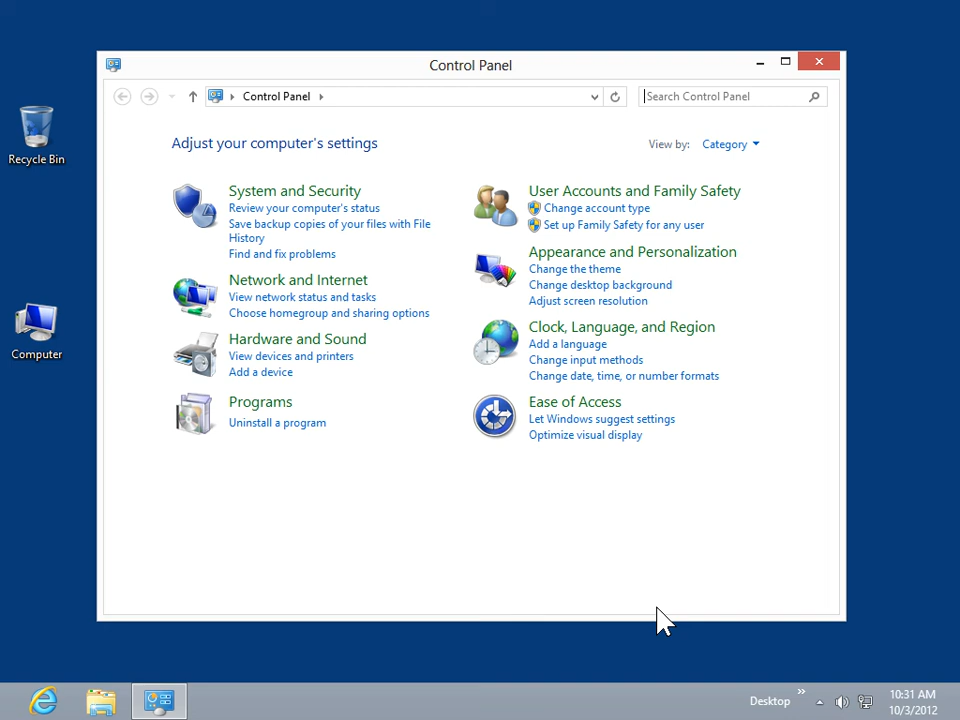 Control Panel
Control Panel
Search Control Panel
Adjust your computer's settings
View by: Category
System and Security
Review your computer's status
Save backup copies of your files with File
History
Find and fix problems
Network and Internet
View network status and tasks
Choose homegroup and sharing options
Hardware and Sound
View devices and printers
Add a device
Programs
Uninstall a program
User Accounts and Family Safety
Change account type
Set up Family Safety for any user
Appearance and Personalization
Change the theme
Change desktop background
Adjust screen resolution
Clock, Language, and Region
Add a language
Change input methods
Change date, time, or number formats
Ease of Access
Let Windows suggest settings
Optimize visual display
Recycle Bin
Computer
Desktop
10:31 AM
10/3/2012